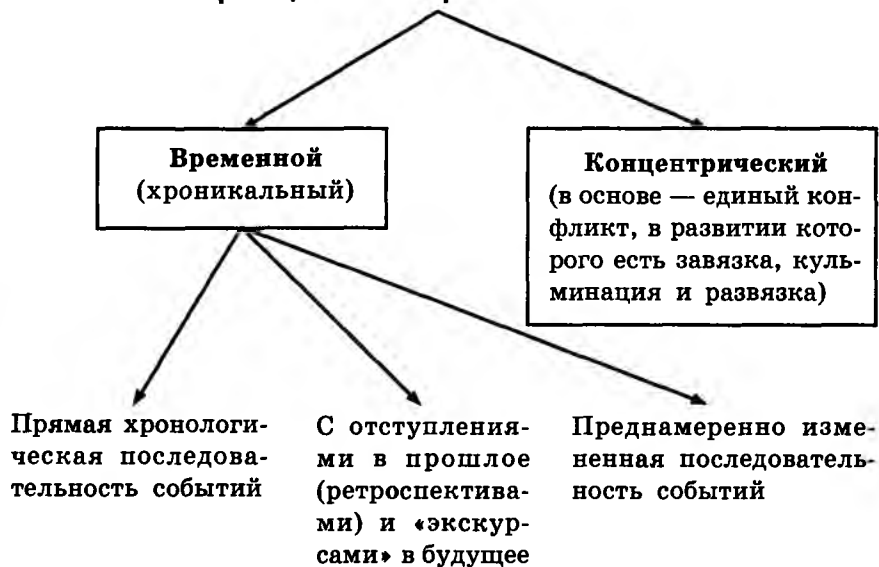 Временной
(хроникальный)
Концентрический
(в основе — единый кон-
фликт, в развитии кото-
рого есть завязка, куль-
минация и развязка)
Прямая хронологи-
ческая последова-
тельность событий
С отступления-
ми в прошлое
(ретроспектива-
ми) и «экскур-
сами» в будущее
Преднамеренно изме-
ненная последователь-
ность событий